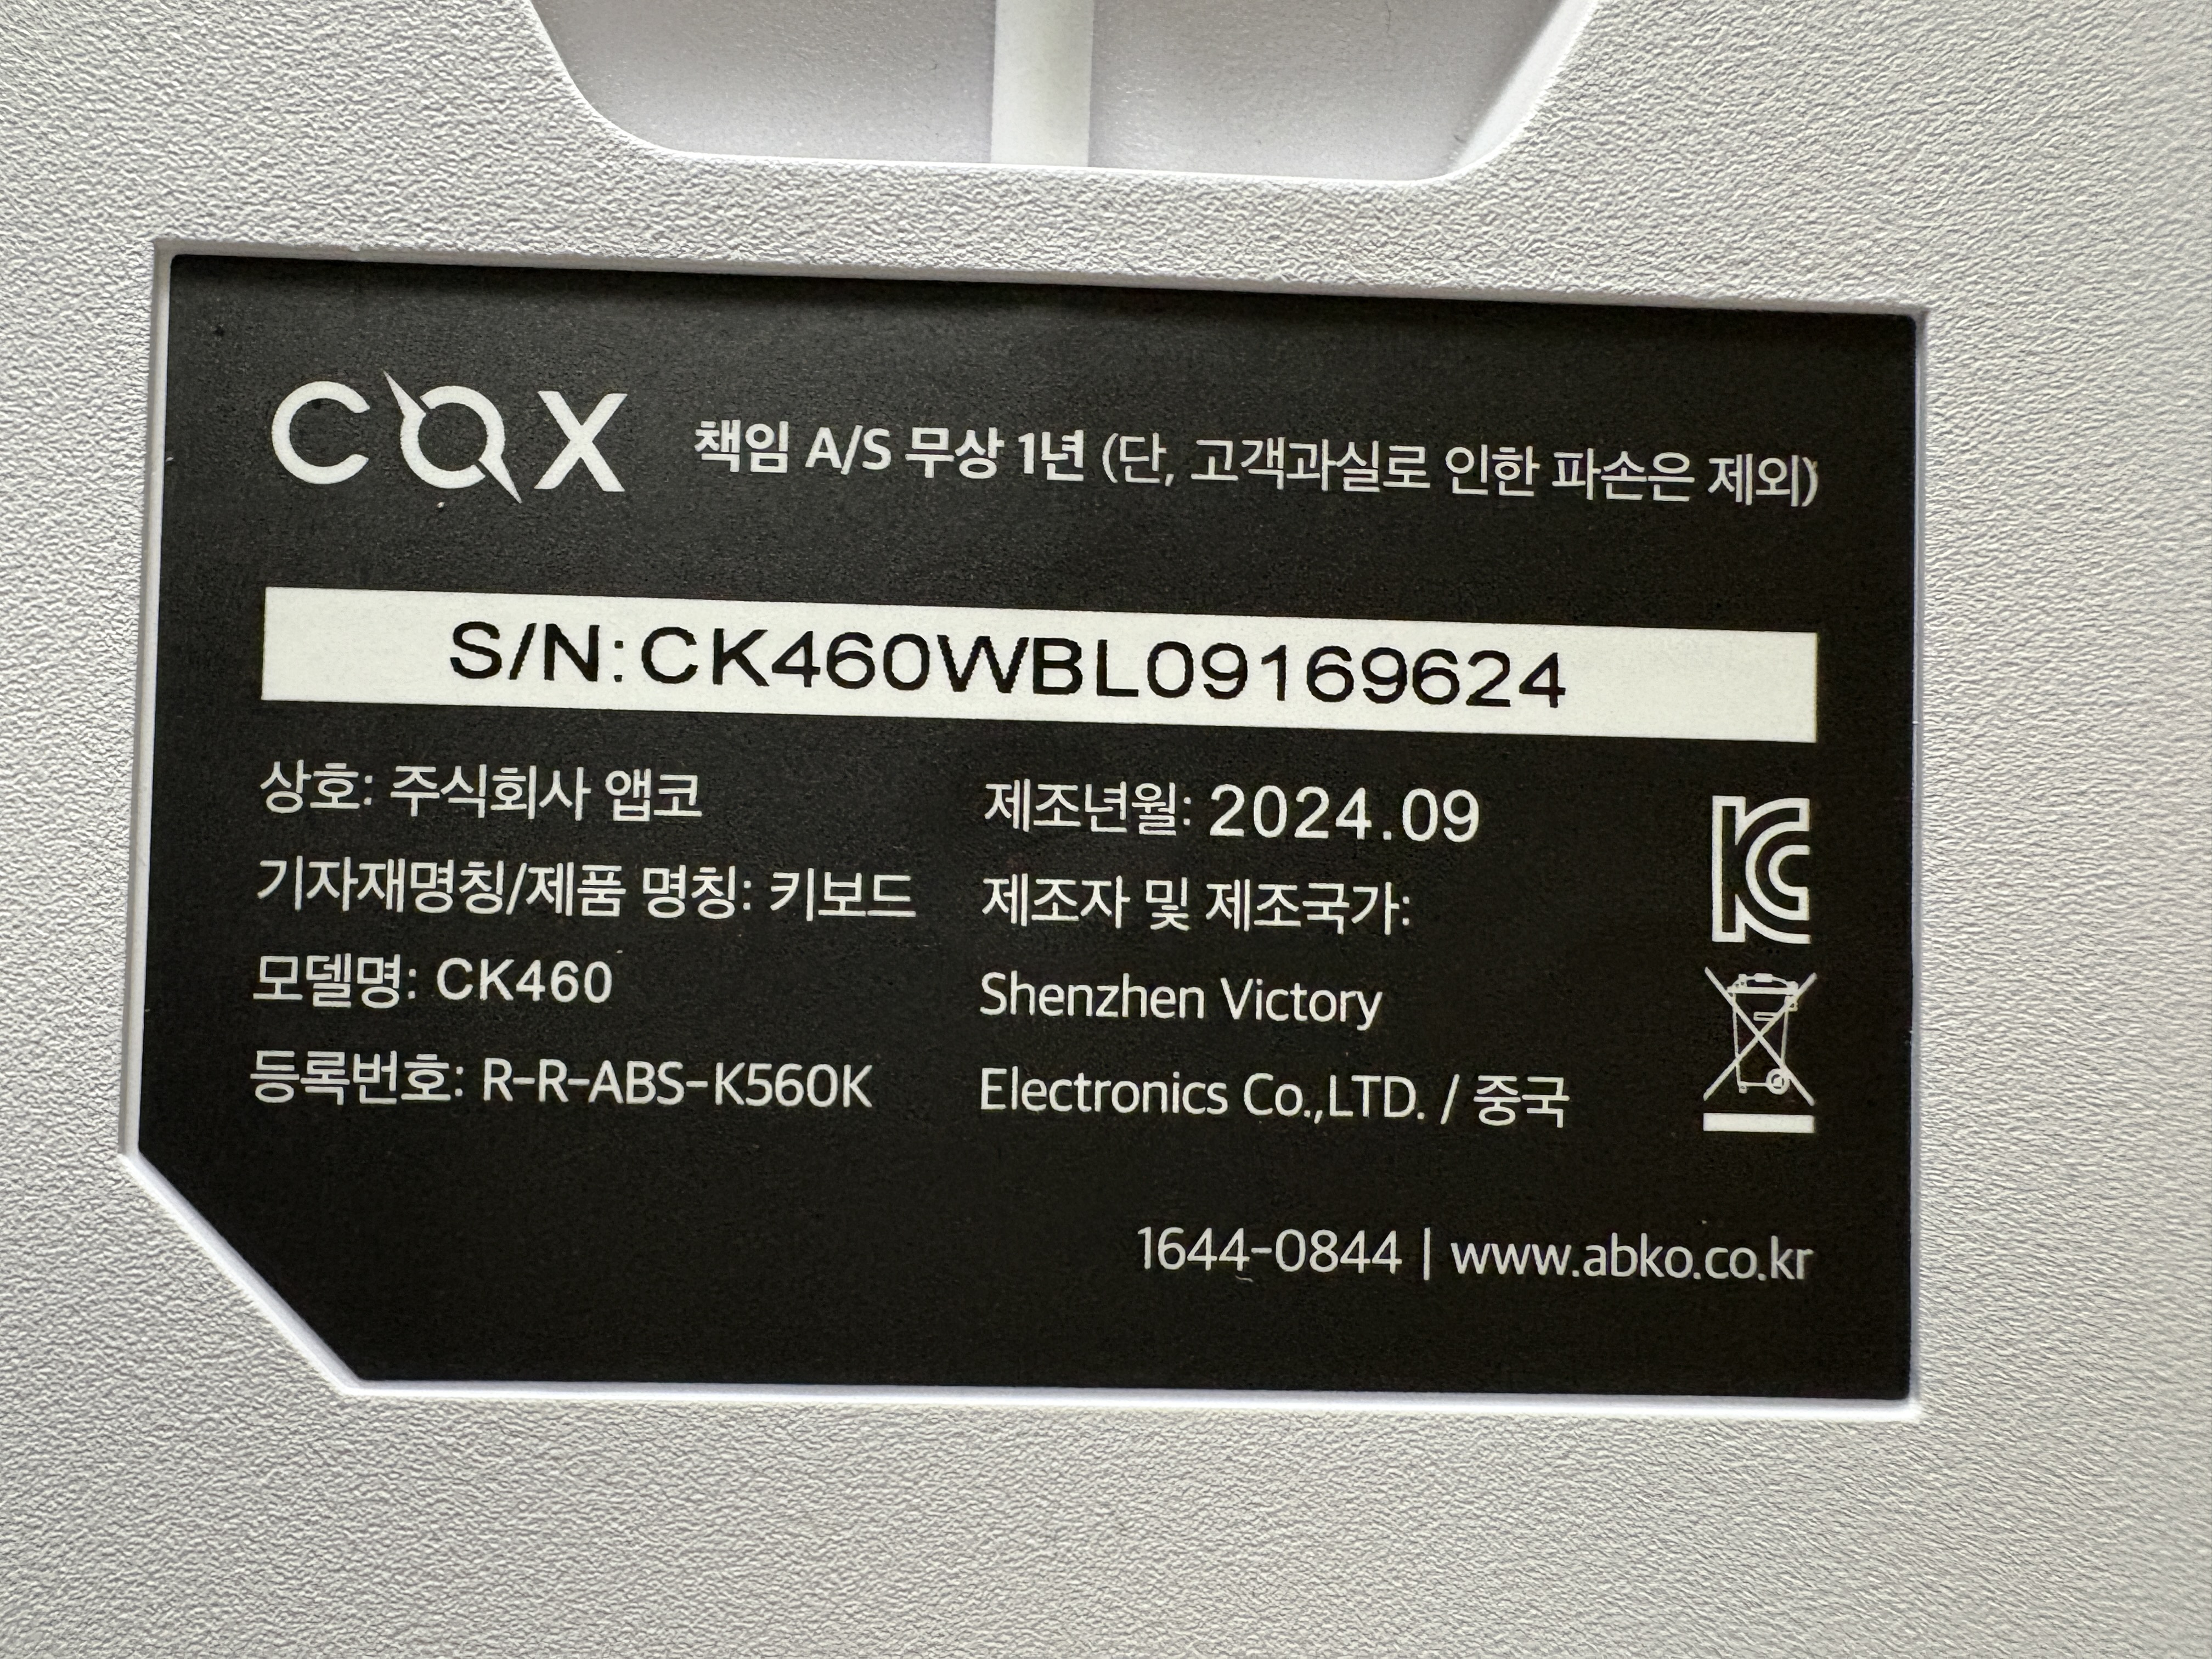 COX 책임 A/S 무상 1년 (단, 고객과실로 인한 파손은 제외)
S/N:CK460WBL09169624
상호: 주식회사 앱코
기자재명칭/제품 명칭: 키보드
모델명: CK460
등록번호: R-R-ABS-K560K
제조년월: 2024.09
제조자 및 제조국가:
Shenzhen Victory
Electronics Co.,LTD. / 중국
1644-0844 | www.abko.co.kr